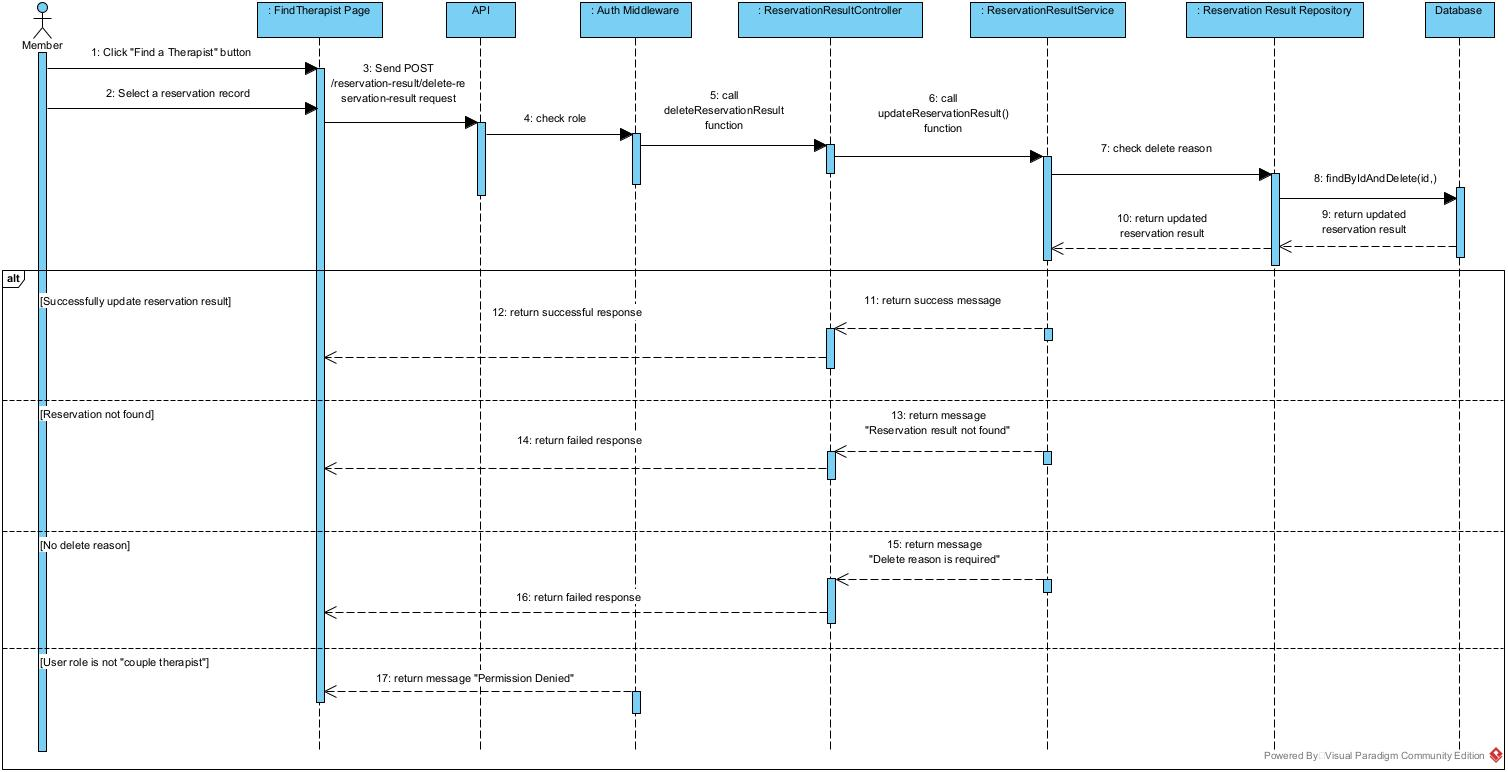 : FindTherapist Page
API
: Auth Middleware
: ReservationResultController
: ReservationResultService
: Reservation Result Repository
Database
Member
1: Click "Find a Therapist" button
2: Select a reservation record
3: Send POST
/reservation-result/delete-re
servation-result request
4: check role
5: call
deleteReservationResult
function
6: call
updateReservationResult()
function
7: check delete reason
8: findByIdAndDelete(id,)
9: return updated
reservation result
10: return updated
reservation result
alt
[Successfully update reservation result]
11: return success message
12: return successful response
[Reservation not found]
13: return message
"Reservation result not found"
14: return failed response
[No delete reason]
15: return message
"Delete reason is required"
16: return failed response
[User role is not "couple therapist"]
17: return message "Permission Denied"
Powered By Visual Paradigm Community Edition